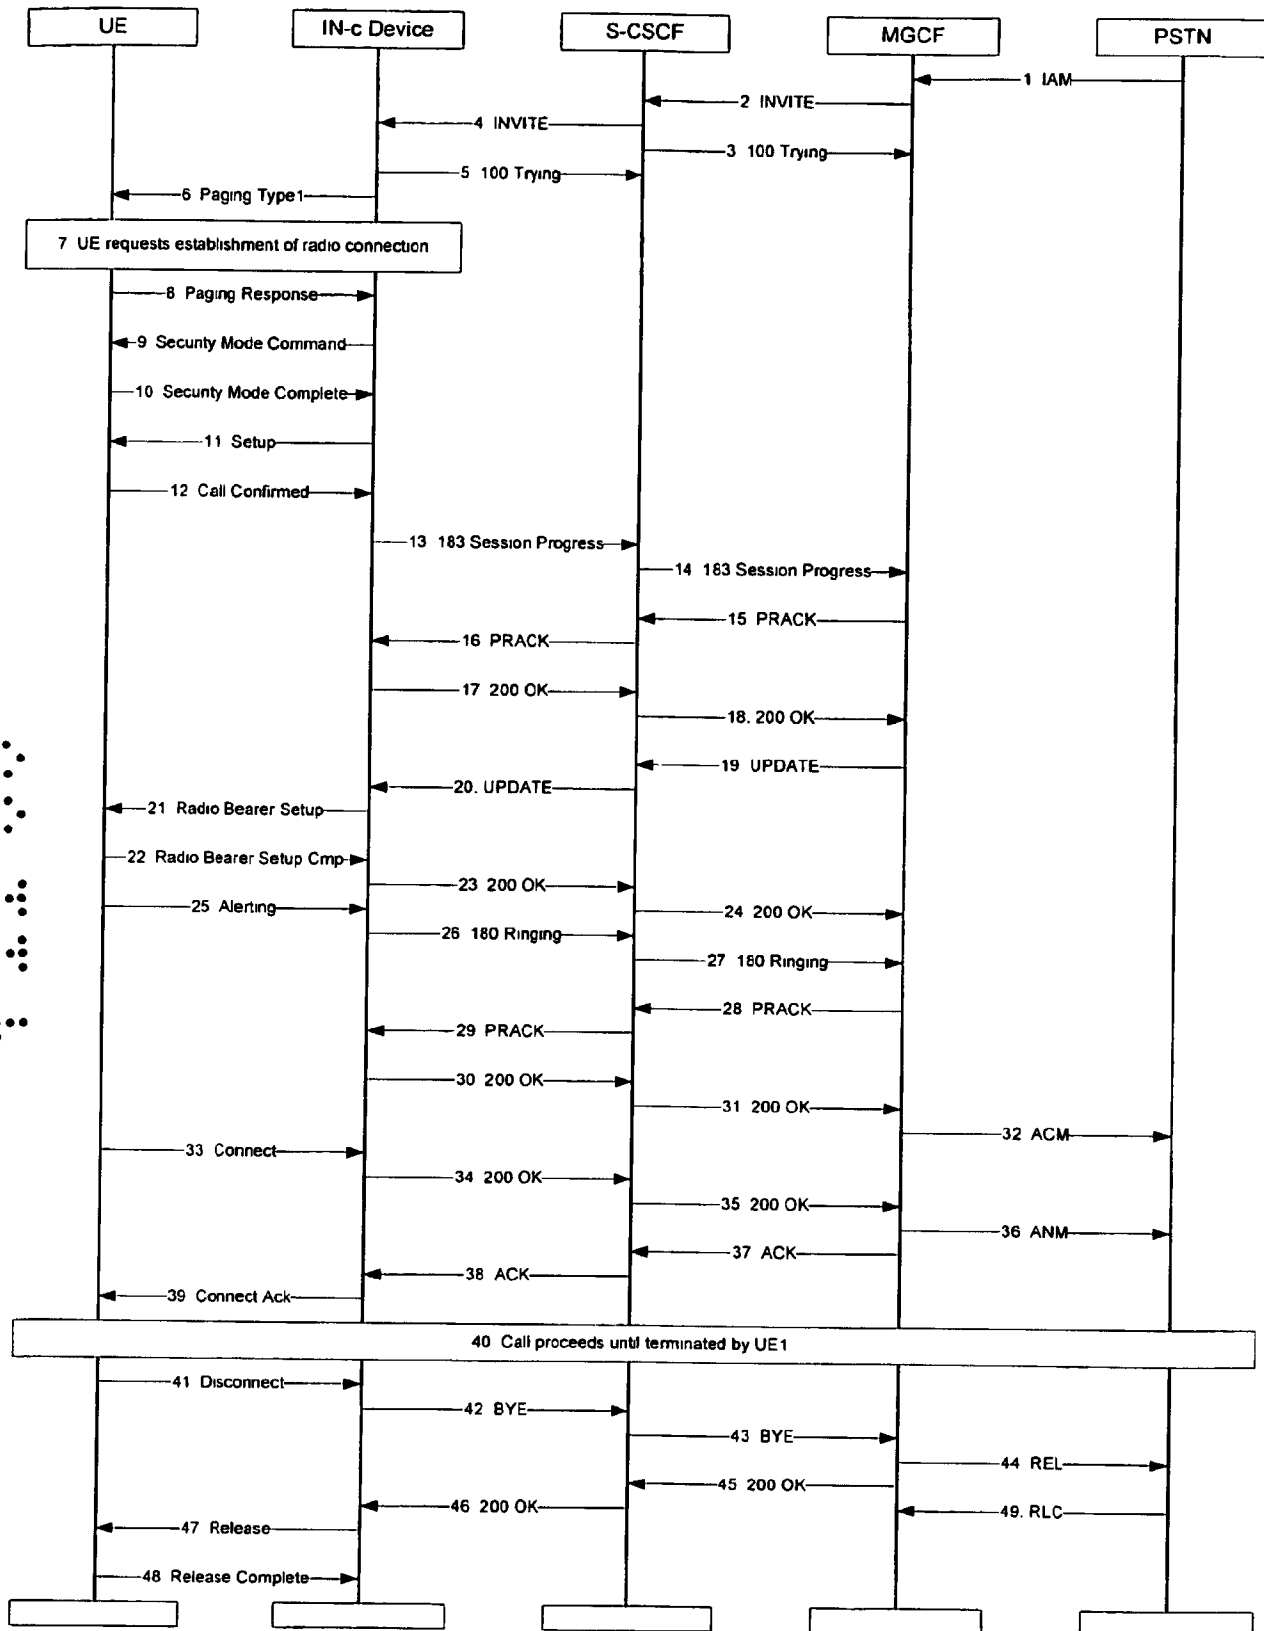 UE
IN-c Device
S-CSCF
MGCF
PSTN
1 IAM
2 INVITE
4 INVITE
3 100 Trying
5 100 Trying
6 Paging Type1
7 UE requests establishment of radio connection
8 Paging Response
9 Security Mode Command
10 Security Mode Complete
11 Setup
12 Call Confirmed
13 183 Session Progress
14 183 Session Progress
15 PRACK
16 PRACK
17 200 OK
18. 200 OK
19 UPDATE
20. UPDATE
21 Radio Bearer Setup
22 Radio Bearer Setup Cmp
23 200 OK
25 Alerting
24 200 OK
26 180 Ringing
27 180 Ringing
28 PRACK
29 PRACK
30 200 OK
31 200 OK
32 ACM
33 Connect
34 200 OK
35 200 OK
36 ANM
37 ACK
38 ACK
39 Connect Ack
40 Call proceeds until terminated by UE1
41 Disconnect
42 BYE
43 BYE
44 REL
45 200 OK
46 200 OK
49. RLC
47 Release
48 Release Complete